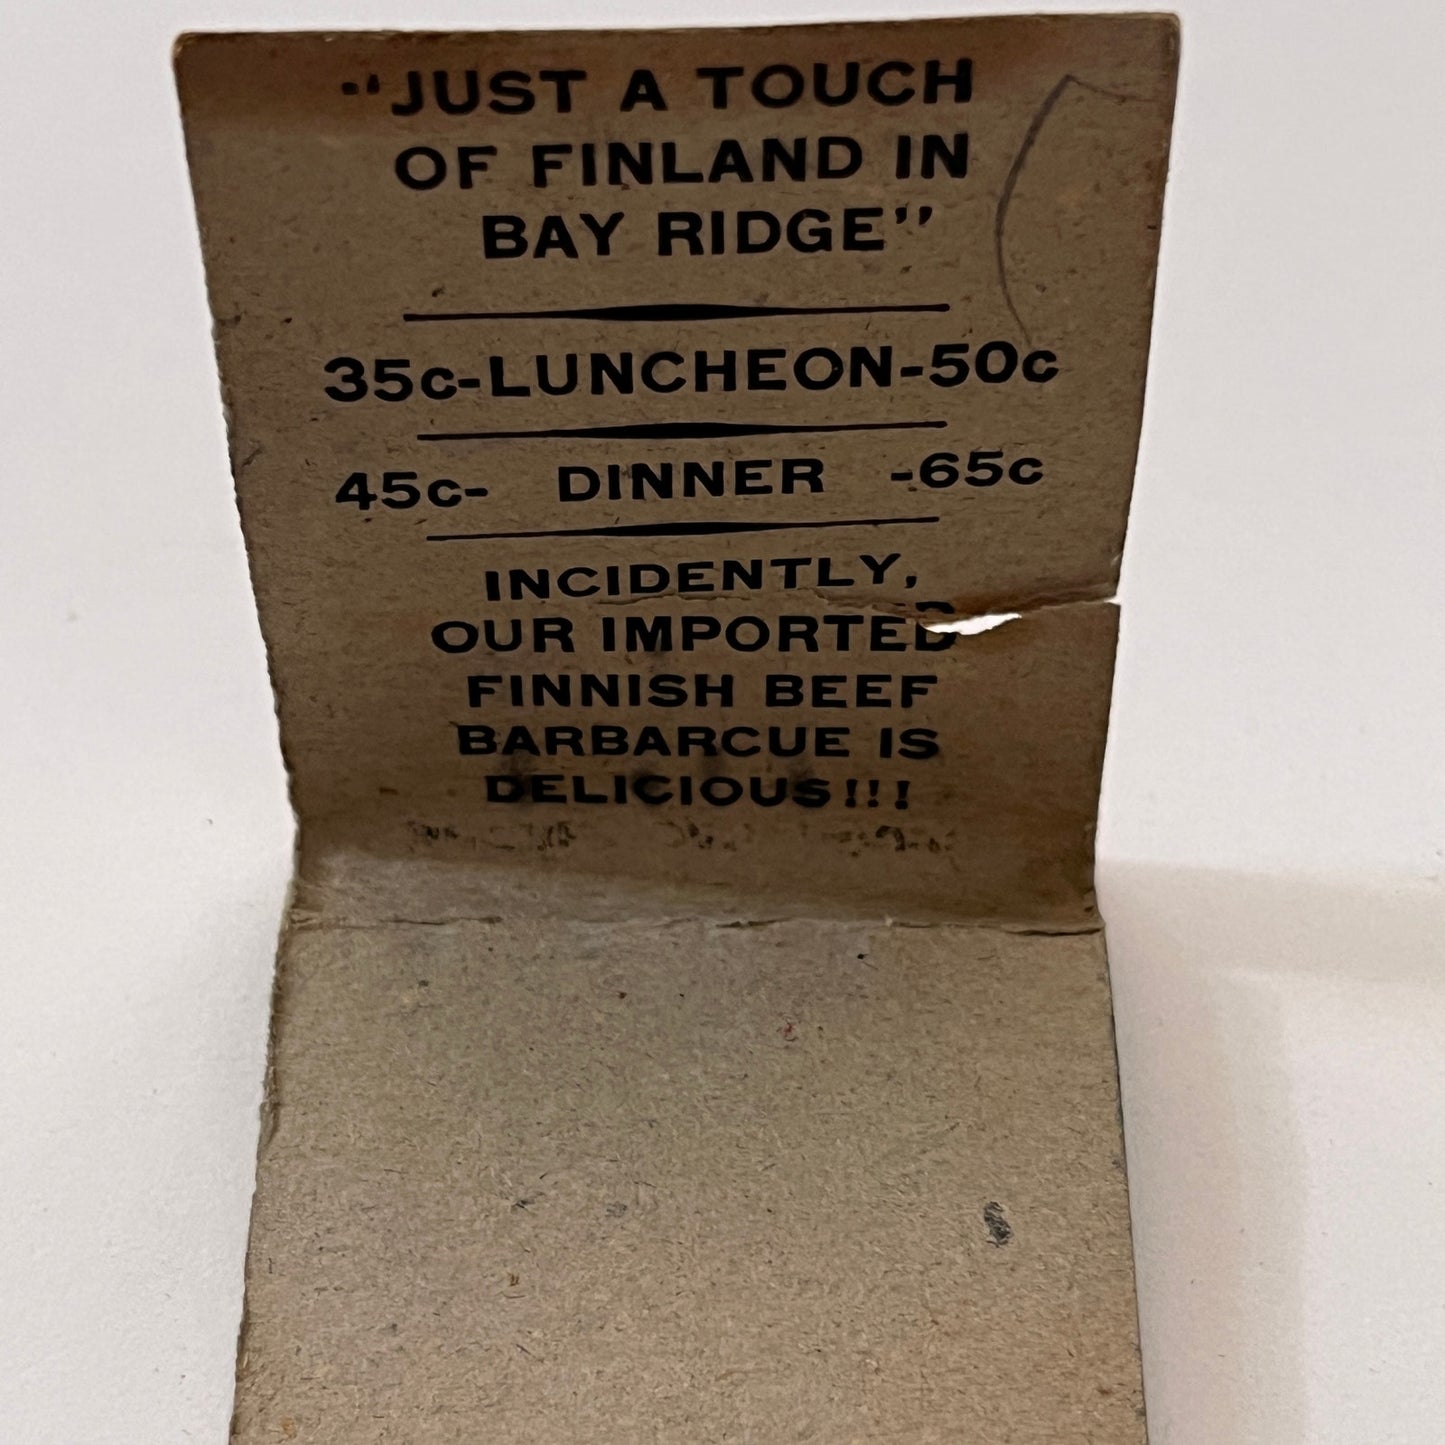 "JUST A TOUCH
OF FINLAND IN
BAY RIDGE"
35c-LUNCHEON-50c
45c- DINNER -65c
INCIDENTLY,
OUR IMPORTED
FINNISH BEEF
BARBARCUE IS
DELICIOUS!!!